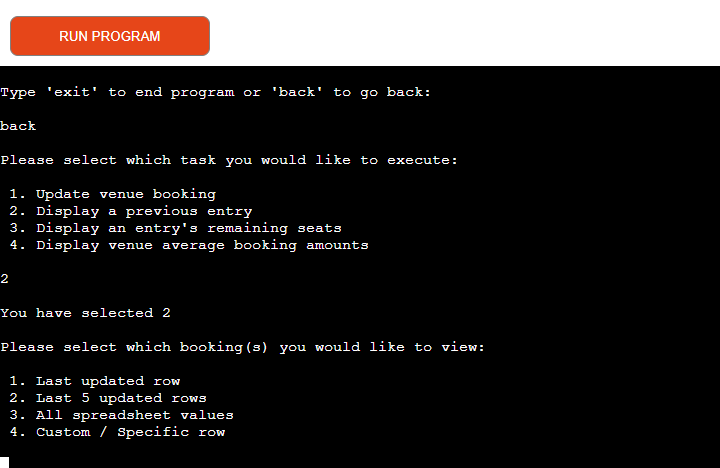 RUN PROGRAM
Type 'exit' to end program or 'back' to go back:
back
Please select which task you would like to execute:
1. Update venue booking
2. Display a previous entry
3. Display an entry's remaining seats
4. Display venue average booking amounts
2
You have selected 2
Please select which booking(s) you would like to view:
1. Last updated row
2. Last 5 updated rows
3. All spreadsheet values
4. Custom / Specific row